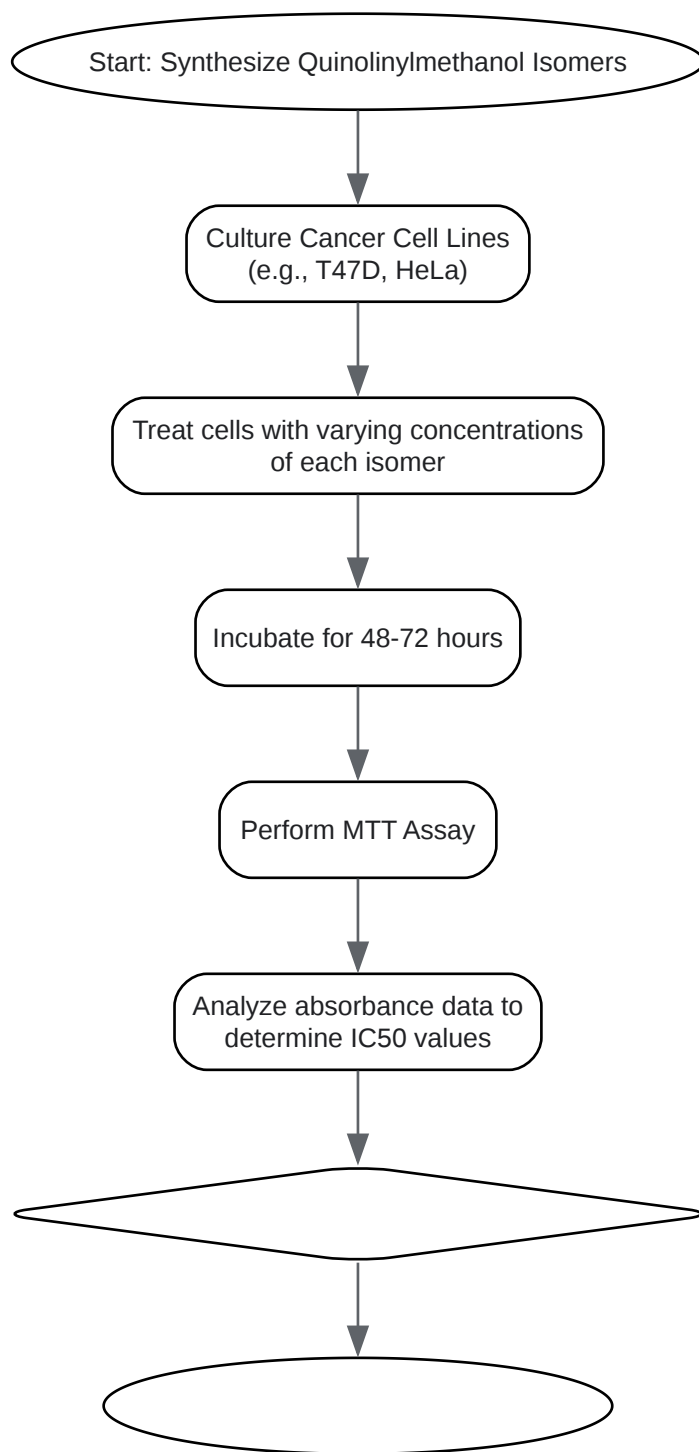 Start: Synthesize Quinolinylmethanol Isomers
Culture Cancer Cell Lines
(e.g., T47D, HeLa)
Treat cells with varying concentrations
of each isomer
Incubate for 48-72 hours
Perform MTT Assay
Analyze absorbance data to
determine IC50 values